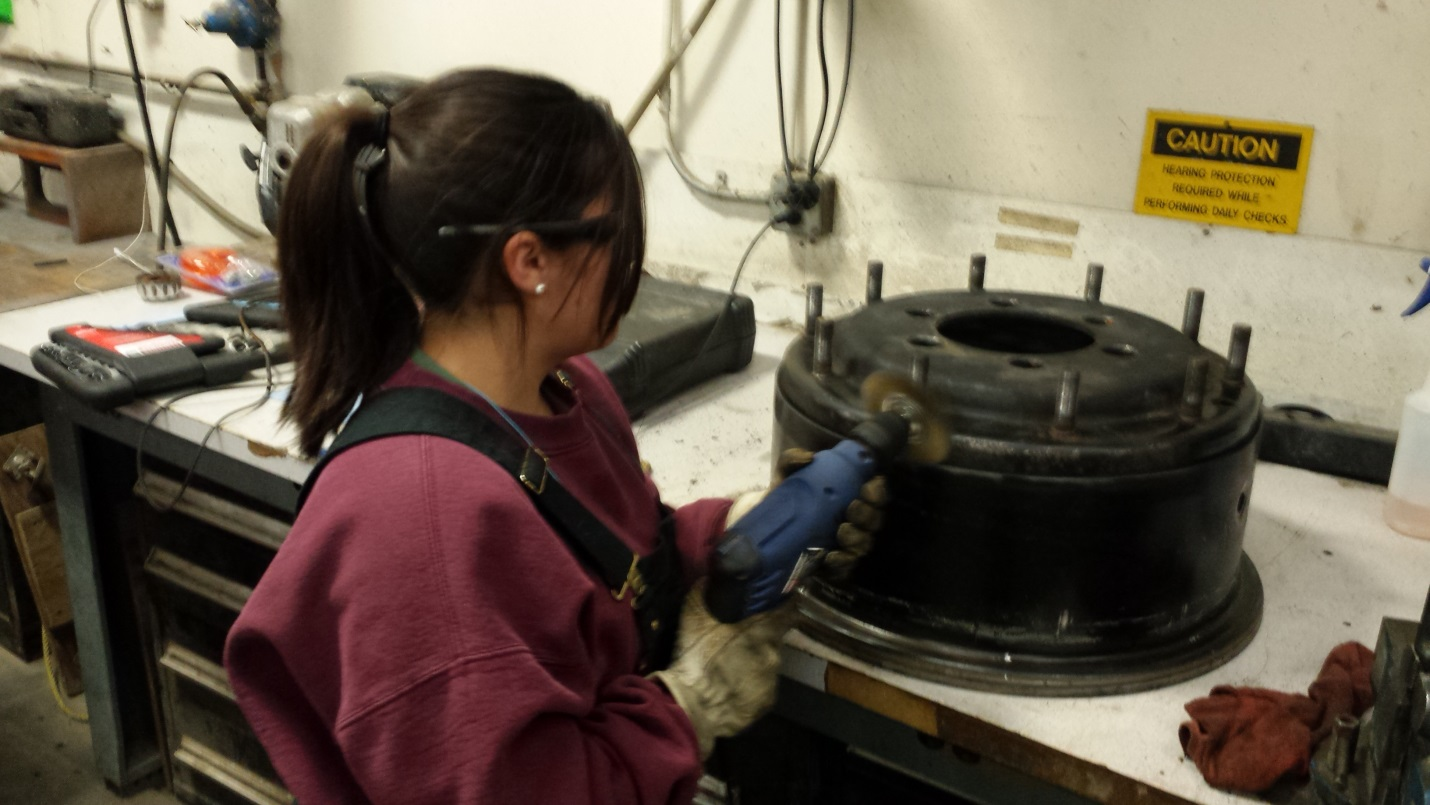 CAUTION
HEARING PROTECTION
REQUIRED WHILE
PERFORMING DAILY CHECKS